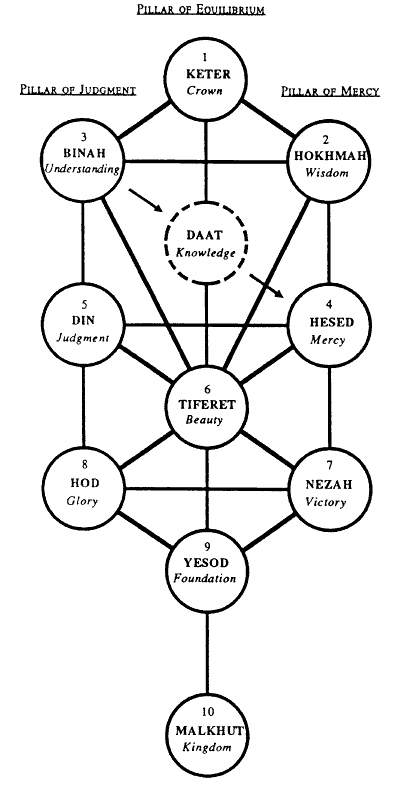 PILLAR OF EQUILIBRIUM
PILLAR OF JUDGMENT
PILLAR OF MERCY
1
KETER
Crown
3
BINAH
Understanding
2
HOKHMAH
Wisdom
DAAT
Knowledge
5
DIN
Judgment
4
HESED
Mercy
6
TIFERET
Beauty
8
HOD
Glory
7
NEZAH
Victory
9
YESOD
Foundation
10
MALKHUT
Kingdom